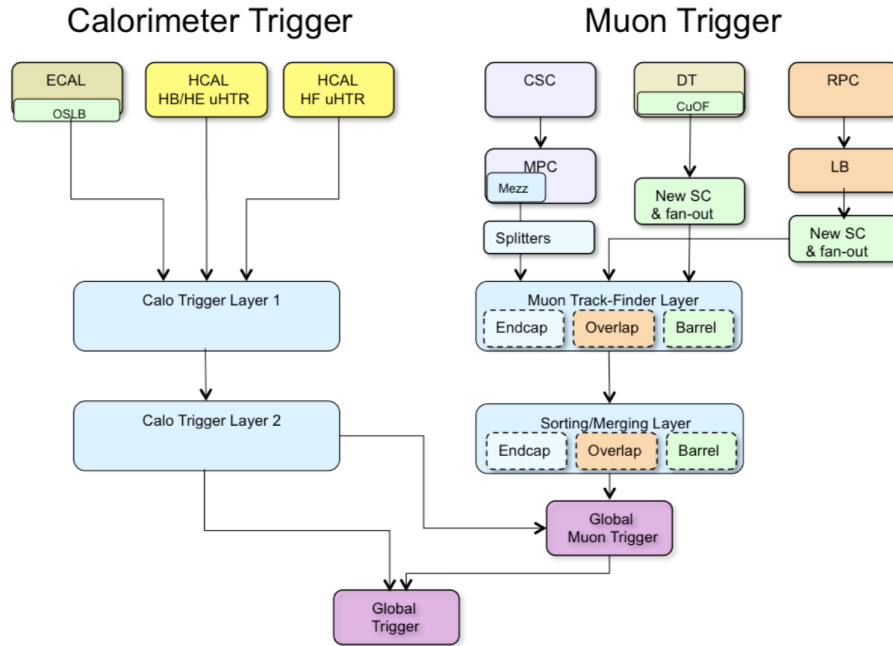 Calorimeter Trigger
Muon Trigger
ECAL
OSLB
HCAL
HB/HE uHTR
HCAL
HF uHTR
CSC
DT
CuOF
RPC
MPC
Mezz
LB
New SC
& fan-out
Splitters
New SC
& fan-out
Calo Trigger Layer 1
Muon Track-Finder Layer
Endcap
Overlap
Barrel
Calo Trigger Layer 2
Sorting/Merging Layer
Endcap
Overlap
Barrel
Global
Muon Trigger
Global
Trigger